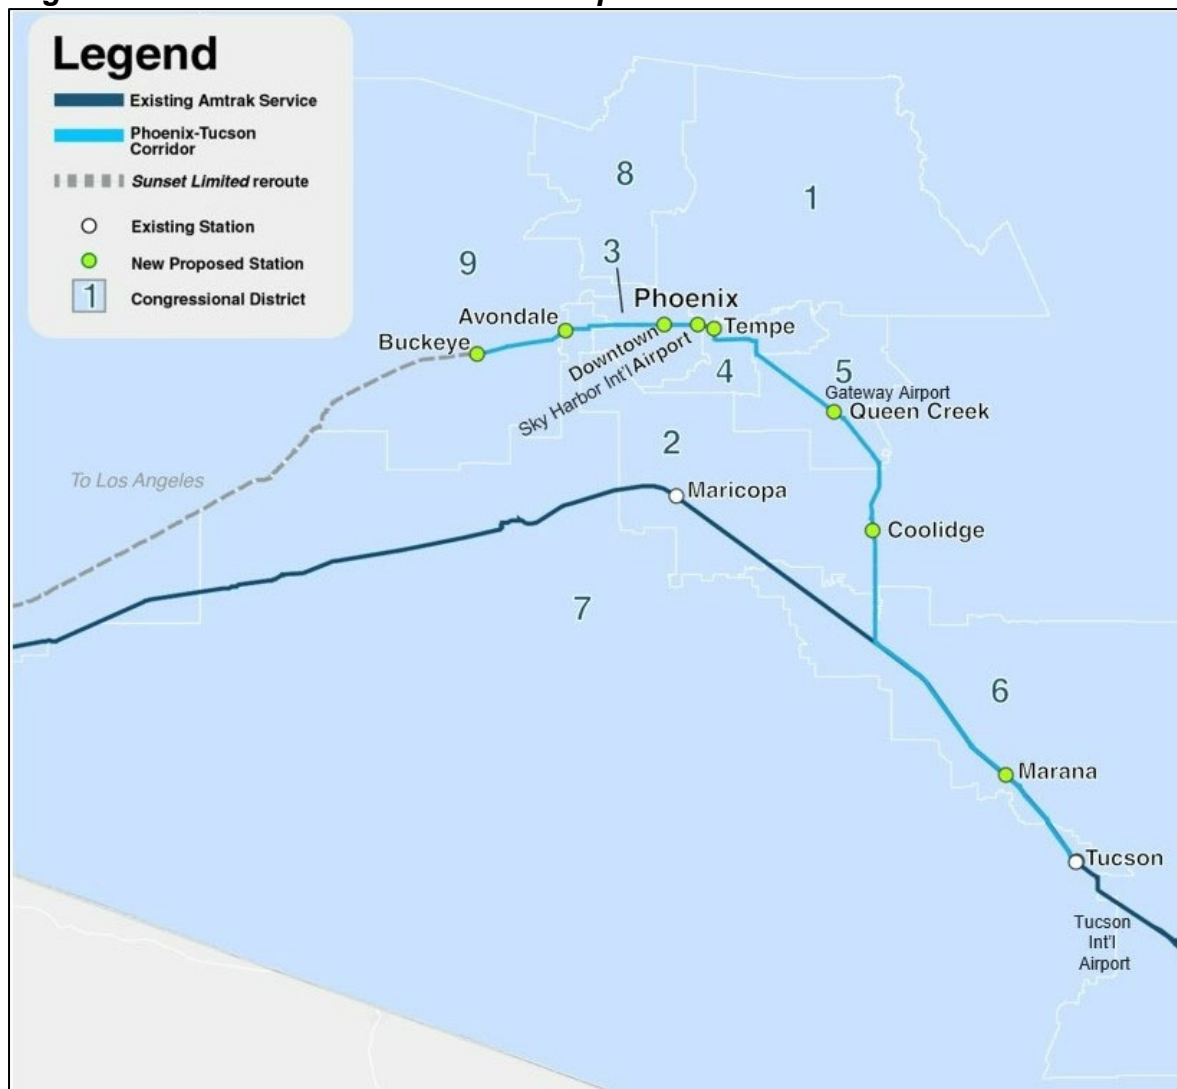 Legend
Existing Amtrak Service
Phoenix-Tucson
Corridor
Sunset Limited reroute
Existing Station
New Proposed Station
1
Congressional District
8
1
3
9
Phoenix
Avondale
Tempe
Buckeye
Downtown
Sky Harbor Int'l Airport
4
5
Gateway Airport
Queen Creek
2
To Los Angeles
Maricopa
Coolidge
7
6
Marana
Tucson
Tucson
Int'l
Airport